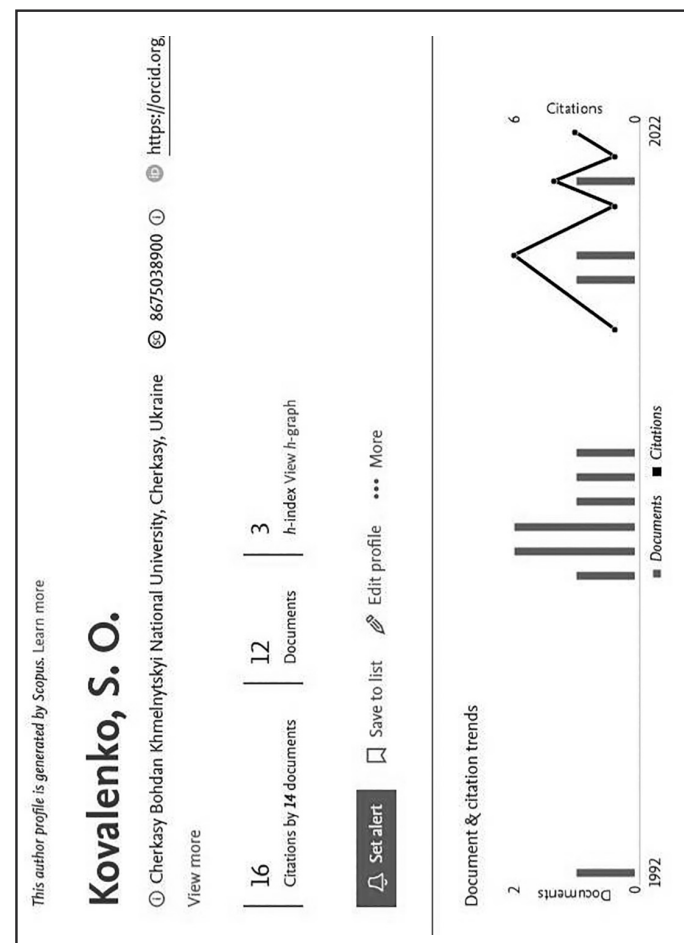 This author profile is generated by Scopus. Learn more
Kovalenko, S. O.
Cherkasy Bohdan Khmelnytskyi National University, Cherkasy, Ukraine SC 8675038900 iD https://orcid.org
View more
16
Citations by 14 documents
12
Documents
3
h-index View h-graph
Set alert
Save to list
Edit profile
More
Document & citation trends
2
Documents
0
1992
6
Citations
0
2022
Documents Citations